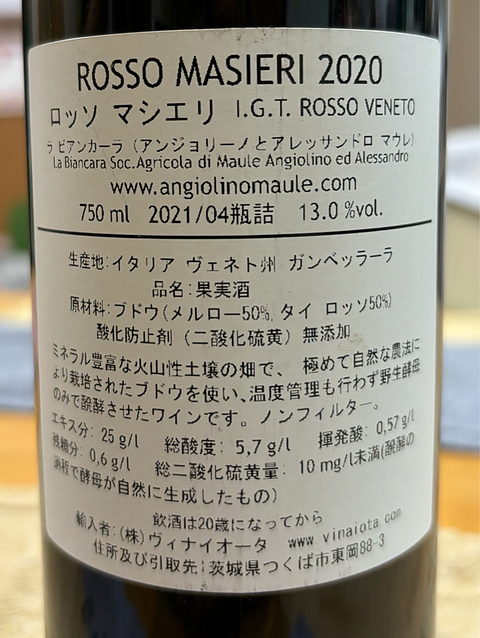 ROSSO MASIERI 2020
ロッソ マシエリ I.G.T. ROSSO VENETO
ラ ビアンカーラ (アンジョリーノとアレッサンドロ マウレ)
La Biancara Soc.Agricola di Maule Angiolino ed Alessandro
www.angiolinomaule.com
750 ml 2021/04瓶詰 13.0 %vol.
生産地:イタリア ヴェネト州 ガンベッラーラ
品名:果実酒
原材料:ブドウ(メルロー50%, タイ ロッソ50%)
酸化防止剤 (二酸化硫黄) 無添加
ミネラル豊富な火山性土壌の畑で、 極めて自然な農法に
より栽培されたブドウを使い、温度管理も行わず野生酵母
のみで醗酵させたワインです。ノンフィルター。
エキス分: 25 g/l 総酸度: 5,7 g/l 揮発酸: 0,57g/l
残糖分: 0,6 g/l 総二酸化硫黄量: 10 mg/l未満(醗酵の
過程で酵母が自然に生成したもの)
飲酒は20歳になってから
輸入者:(株)ヴィナイオータ www.vinaiota.com
住所及び引取先:茨城県つくば市東岡88-3